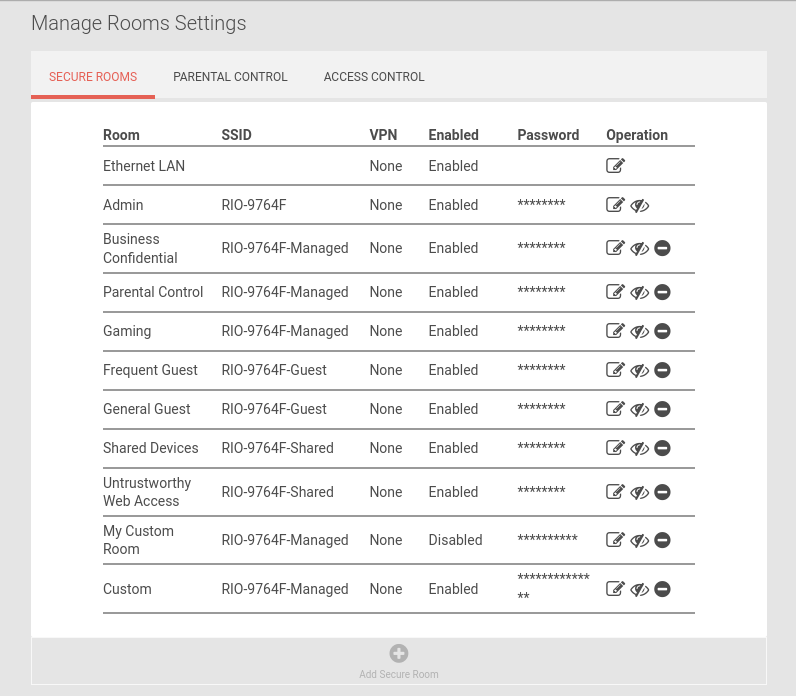 Manage Rooms Settings
SECURE ROOMS PARENTAL CONTROL ACCESS CONTROL
Room SSID VPN Enabled Password Operation
Ethernet LAN None Enabled
Admin RIO-9764F None Enabled ********
Business
Confidential RIO-9764F-Managed None Enabled ********
Parental Control RIO-9764F-Managed None Enabled ********
Gaming RIO-9764F-Managed None Enabled ********
Frequent Guest RIO-9764F-Guest None Enabled ********
General Guest RIO-9764F-Guest None Enabled ********
Shared Devices RIO-9764F-Shared None Enabled ********
Untrustworthy
Web Access RIO-9764F-Shared None Enabled ********
My Custom
Room RIO-9764F-Managed None Disabled **********
Custom RIO-9764F-Managed None Enabled ************
**
Add Secure Room